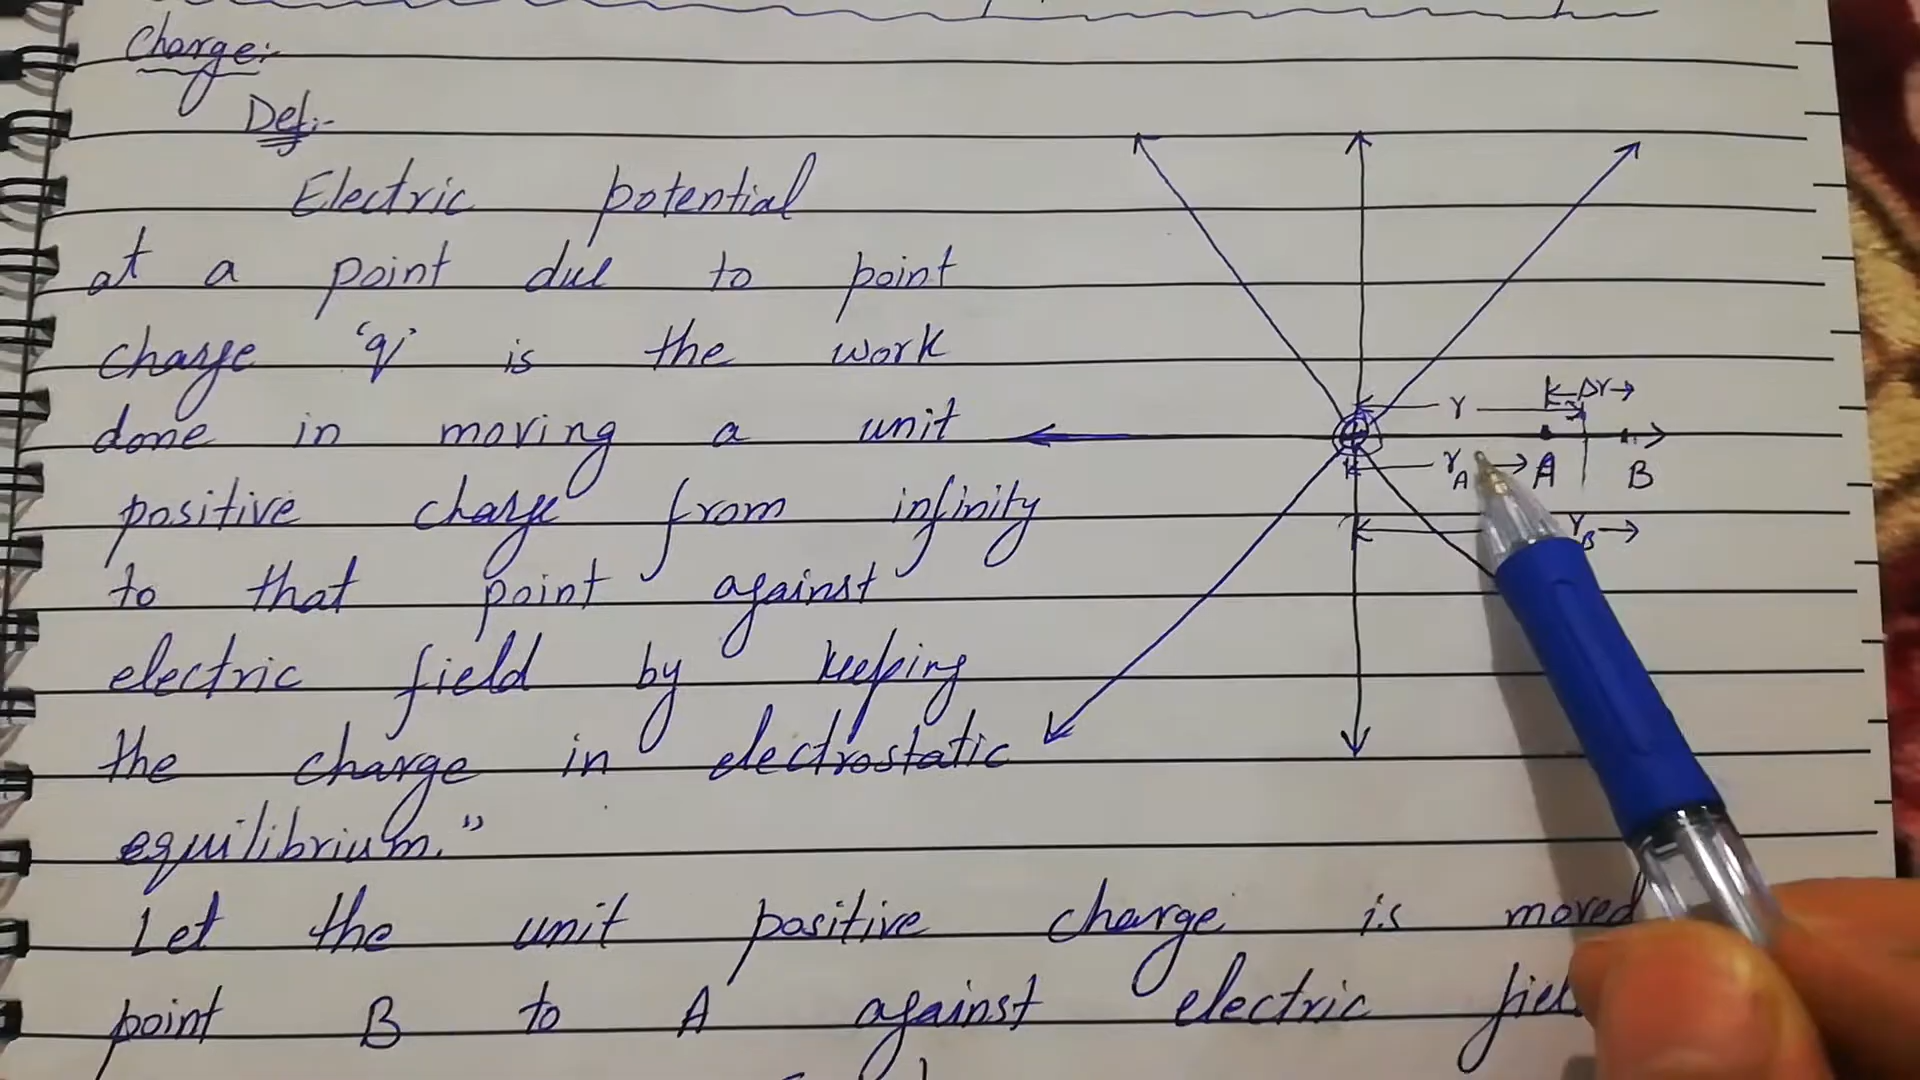 Charge:-
Def:-
Electric potential
at a point due to point
charge 'q' is the work
done in moving a unit
positive charge from infinity
to that point against
electric field by keeping
the charge in electrostatic
equilibrium."
Let the unit positive charge is moved
point B to A against electric
Δr
r
r_A A B
r_B